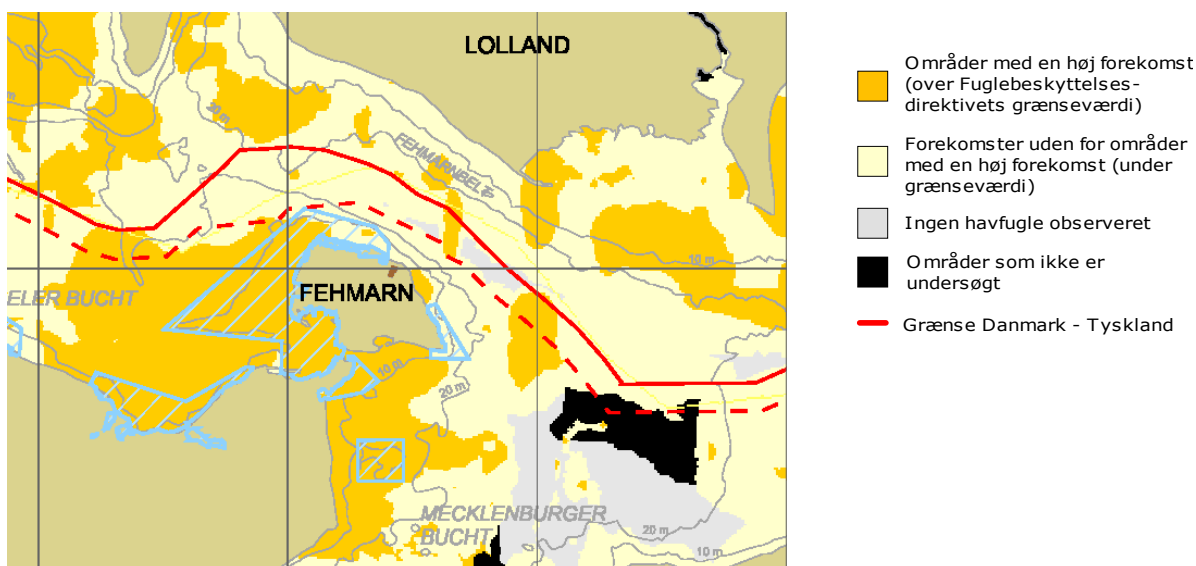 LOLLAND
20 m
m
FEHMARNBELT
10 m
ELER BUCHT
FEHMARN
10 m
20 m
MECKLENBURGER
BUCHT
20 m
10 m
Områder med en høj forekomst
(over Fuglebeskyttelses-
direktivets grænseværdi)
Forekomster uden for områder
med en høj forekomst (under
grænseværdi)
Ingen havfugle observeret
Områder som ikke er
undersøgt
Grænse Danmark - Tyskland